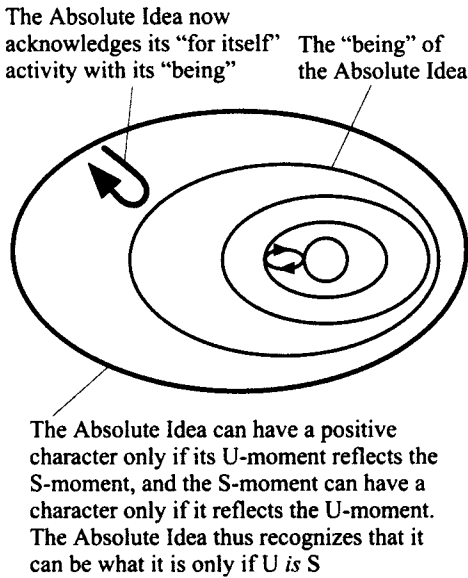 The Absolute Idea now
acknowledges its “for itself”
activity with its “being”
The “being” of
the Absolute Idea
The Absolute Idea can have a positive
character only if its U-moment reflects the
S-moment, and the S-moment can have a
character only if it reflects the U-moment.
The Absolute Idea thus recognizes that it
can be what it is only if U is S